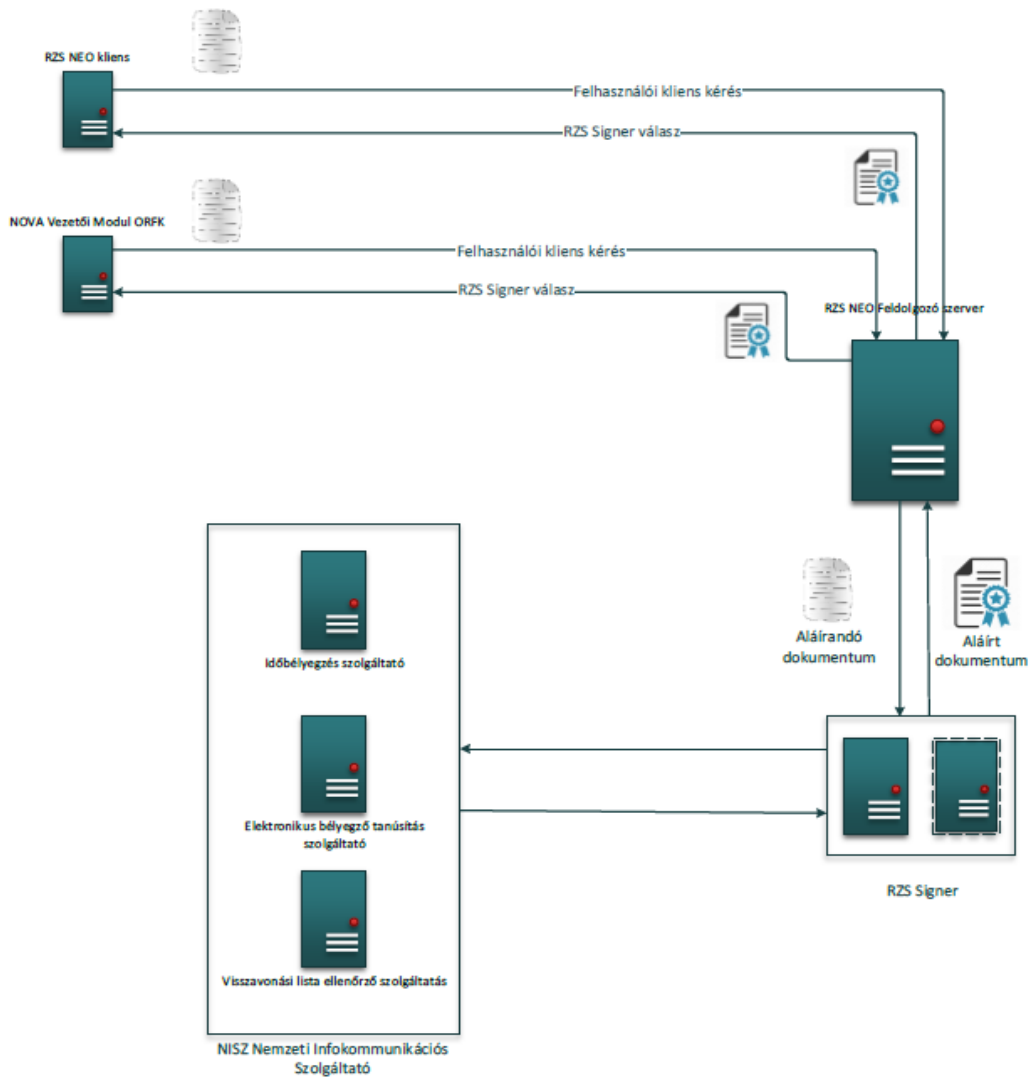 RZS NEO kliens
Felhasználói kliens kérés
RZS Signer válasz
NOVA Vezetői Modul ORFK
Felhasználói kliens kérés
RZS Signer válasz
RZS NEO Feldolgozó szerver
Aláírandó
dokumentum
Aláírt
dokumentum
Időbélyegzés szolgáltató
Elektronikus bélyegző tanúsítás
szolgáltató
Visszavonási lista ellenőrző szolgáltatás
RZS Signer
NISZ Nemzeti Infokommunikációs
Szolgáltató